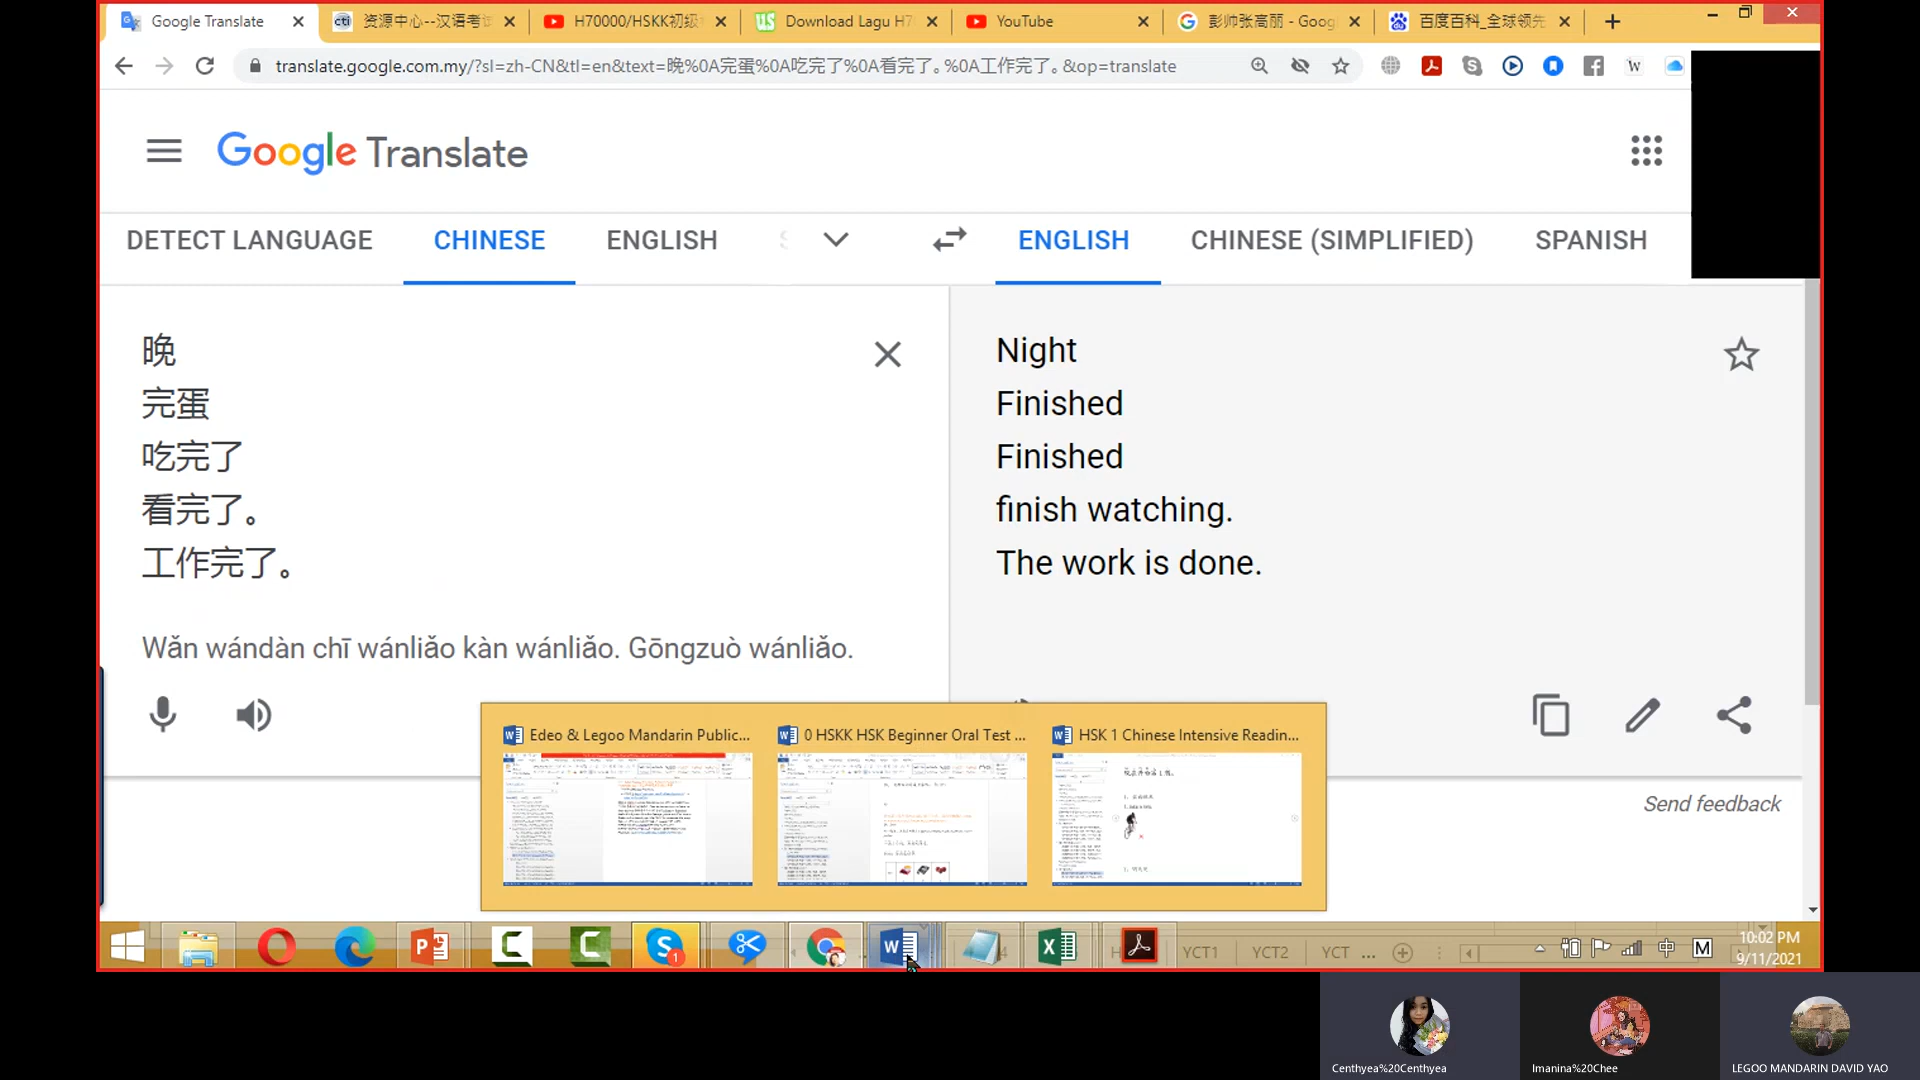 Google Translate
资源中心--汉语考试
H70000/HSKK初级
Download Lagu H7
YouTube
彭帅张高丽 - Goog
百度百科_全球领先
translate.google.com.my/?sl=zh-CN&tl=en&text=晚%0A完蛋%0A吃完了%0A看完了。%0A工作完了。&op=translate
Google Translate
DETECT LANGUAGE
CHINESE
ENGLISH
ENGLISH
CHINESE (SIMPLIFIED)
SPANISH
晚
完蛋
吃完了
看完了。
工作完了。
Wǎn wándàn chī wánliǎo kàn wánliǎo. Gōngzuò wánliǎo.
Night
Finished
Finished
finish watching.
The work is done.
Send feedback
Edeo & Legoo Mandarin Public...
0 HSKK HSK Beginner Oral Test ...
HSK 1 Chinese Intensive Readin...
YCT1
YCT2
YCT ...
中
M
10:02 PM
9/11/2021
Centhyea%20Centhyea
Imanina%20Chee
LEGOO MANDARIN DAVID YAO